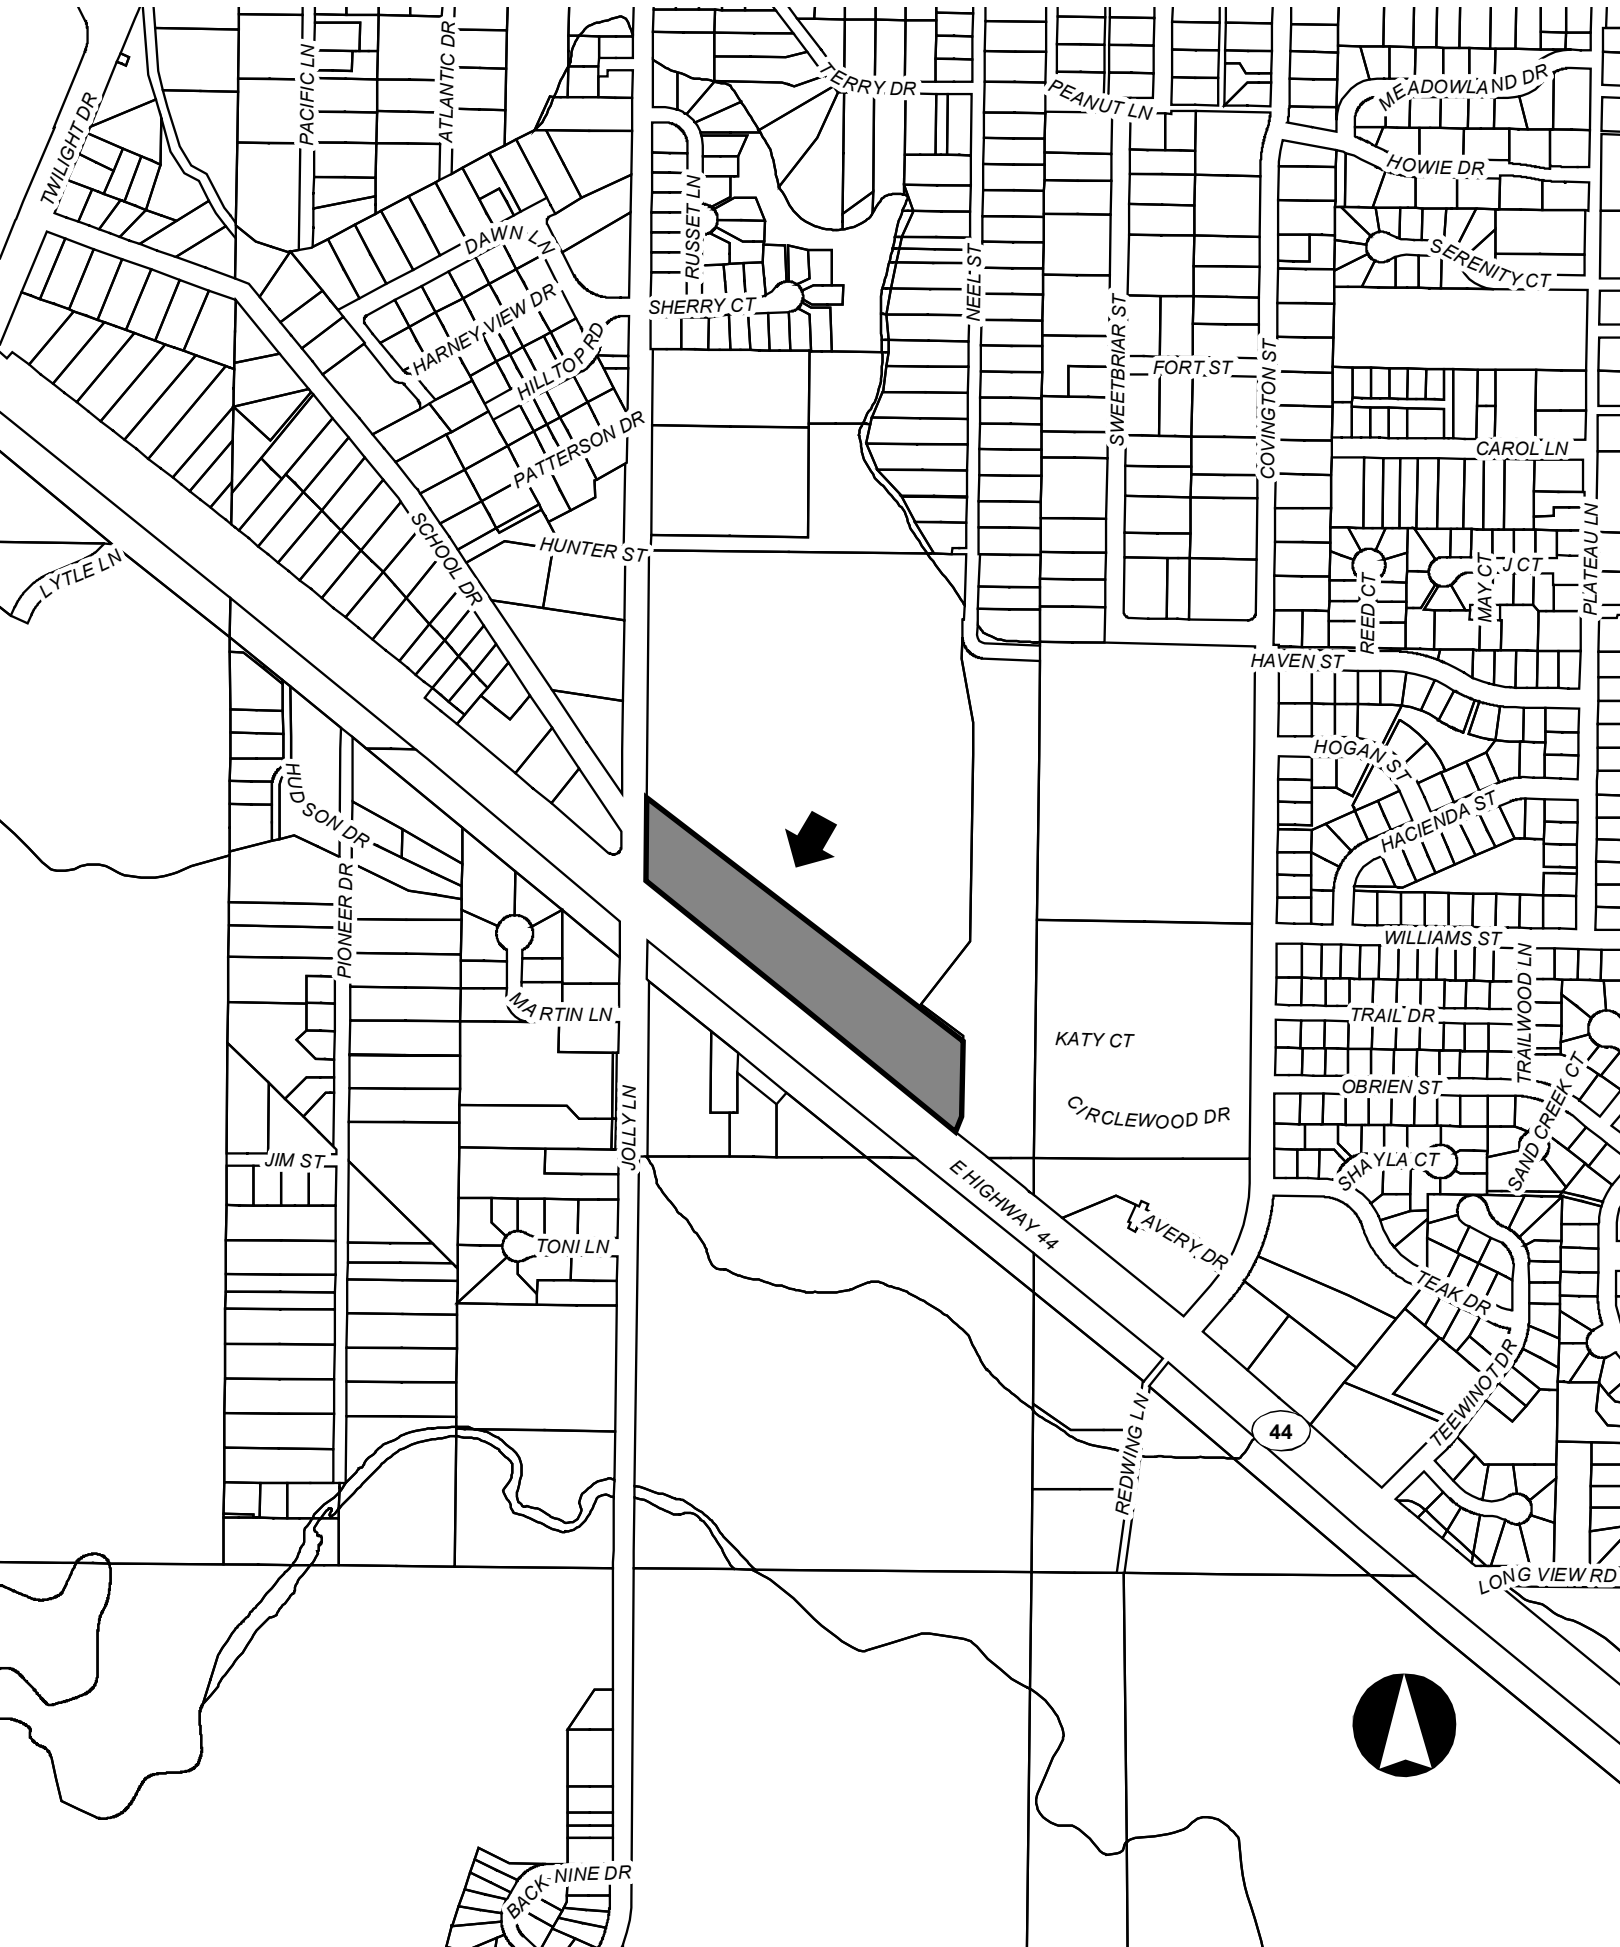 TWILIGHT DR
PACIFIC LN
ATLANTIC DR
TERRY DR
PEANUT LN
MEADOWLAND DR
HOWIE DR
RUSSET LN
DAWN LN
NEEL ST
SERENITY CT
HARNEY VIEW DR
SHERRY CT
SWEETBRIAR ST
HILLTOP RD
FORT ST
COVINGTON ST
PATTERSON DR
CAROL LN
SCHOOL DR
HUNTER ST
PLATEAU LN
LYTLE LN
REED CT
MAY CT
J CT
HAVEN ST
HOGAN ST
HUDSON DR
HACIENDA ST
PIONEER DR
WILLIAMS ST
MARTIN LN
TRAIL DR
TRAILWOOD LN
KATY CT
OBRIEN ST
CIRCLEWOOD DR
SAND CREEK CT
JOLLY LN
JIM ST
SHAYLA CT
E HIGHWAY 44
AVERY DR
TONI LN
TEAK DR
TEEWINOT DR
REDWING LN
44
LONG VIEW RD
BACK NINE DR